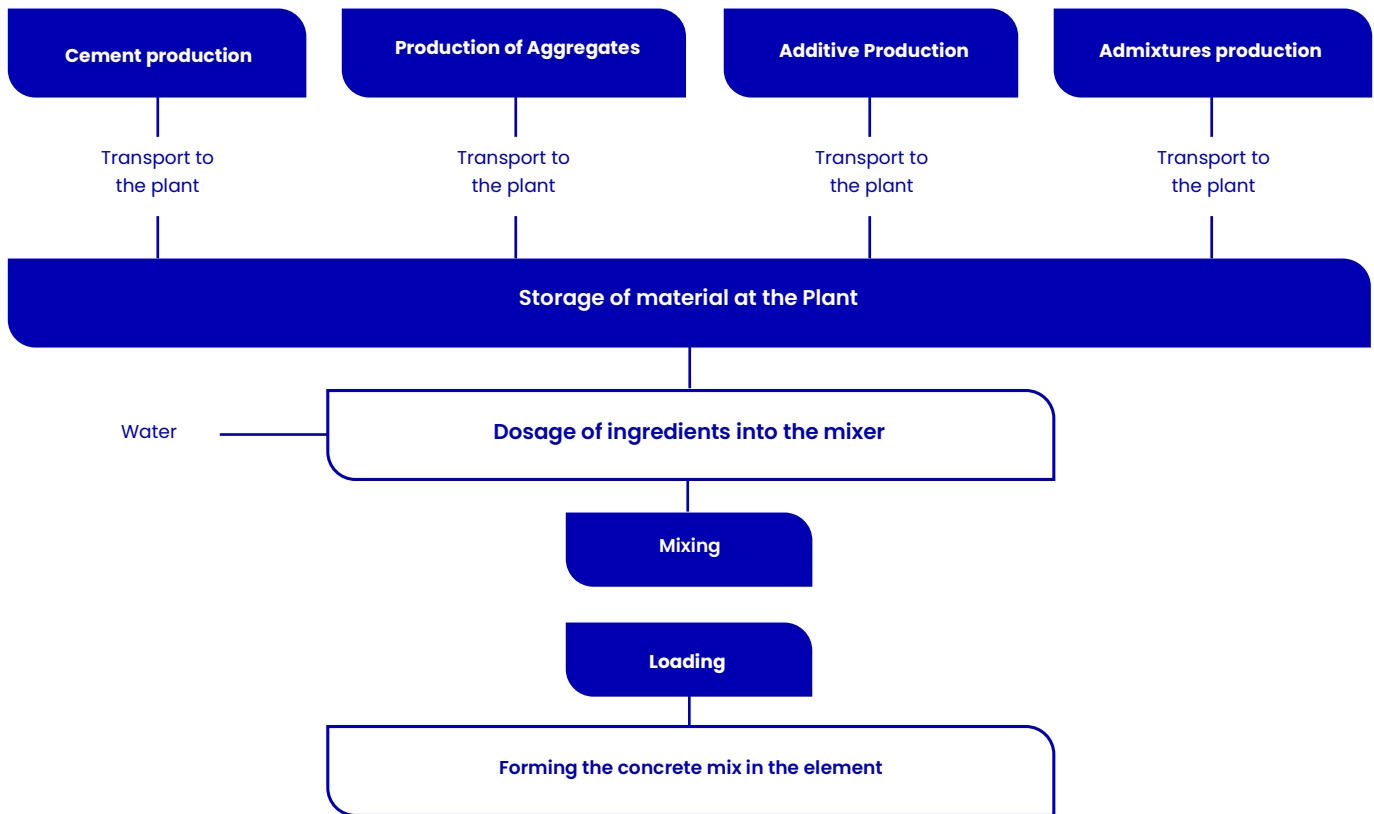 Cement production
Production of Aggregates
Additive Production
Admixtures production
Transport to
the plant
Transport to
the plant
Transport to
the plant
Transport to
the plant
Storage of material at the Plant
Water
Dosage of ingredients into the mixer
Mixing
Loading
Forming the concrete mix in the element